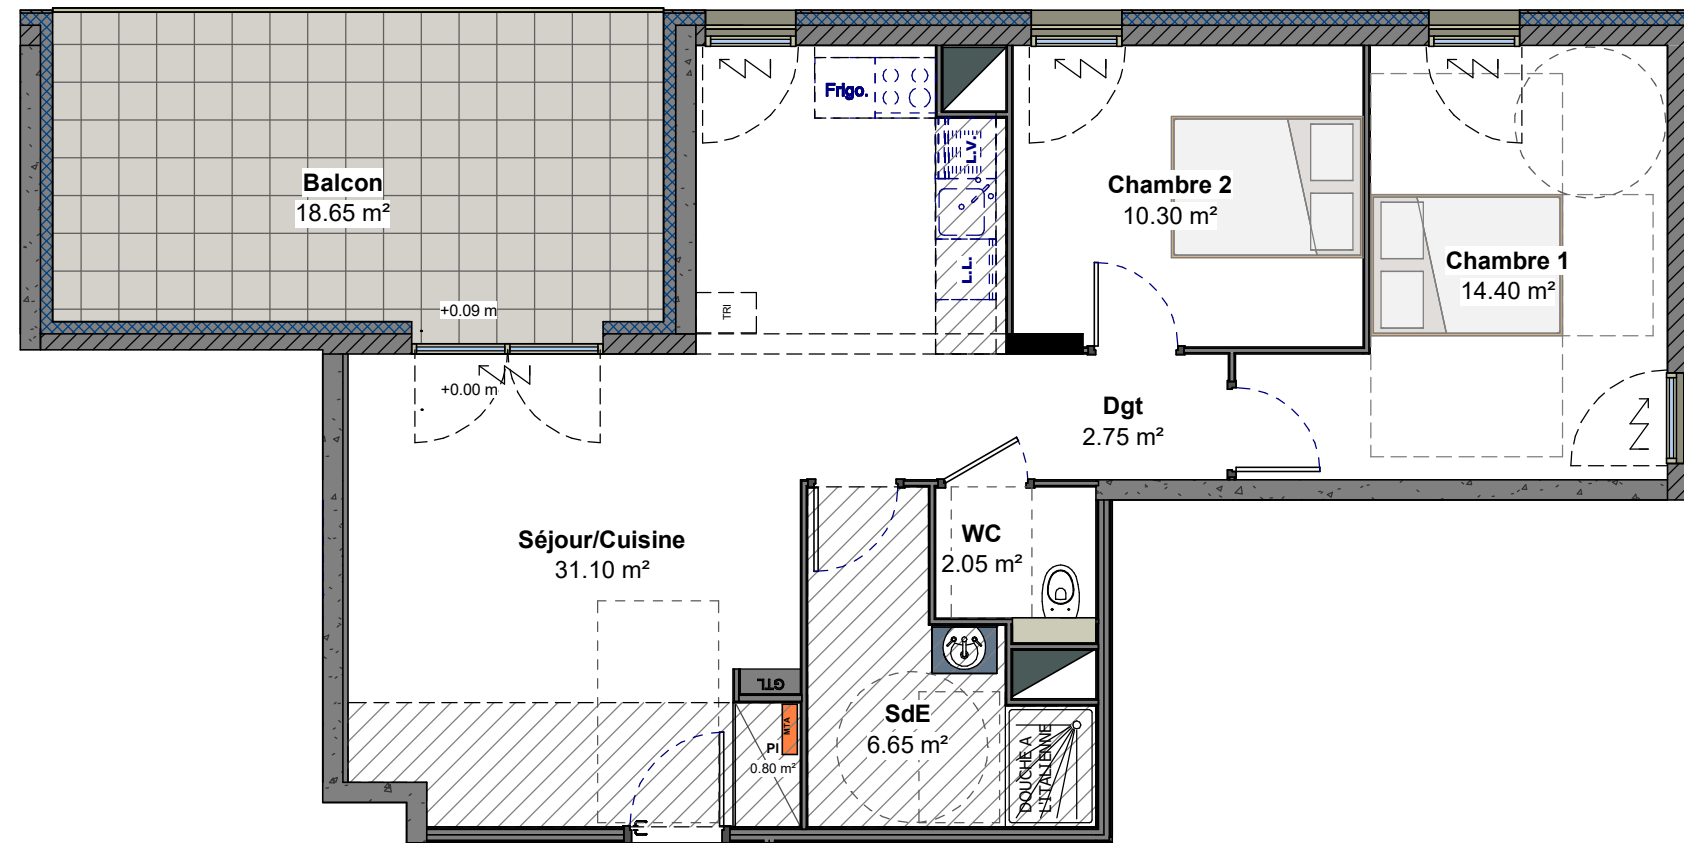 Frigo.
L.V.
Balcon
18.65 m²
Chambre 2
10.30 m²
Chambre 1
14.40 m²
L.L.
TRI
+0.09 m
+0.00 m
Dgt
2.75 m²
Séjour/Cuisine
31.10 m²
WC
2.05 m²
GTL
MTA
Pl
0.80 m²
SdE
6.65 m²
DOUCHE A
L'ITALIENNE